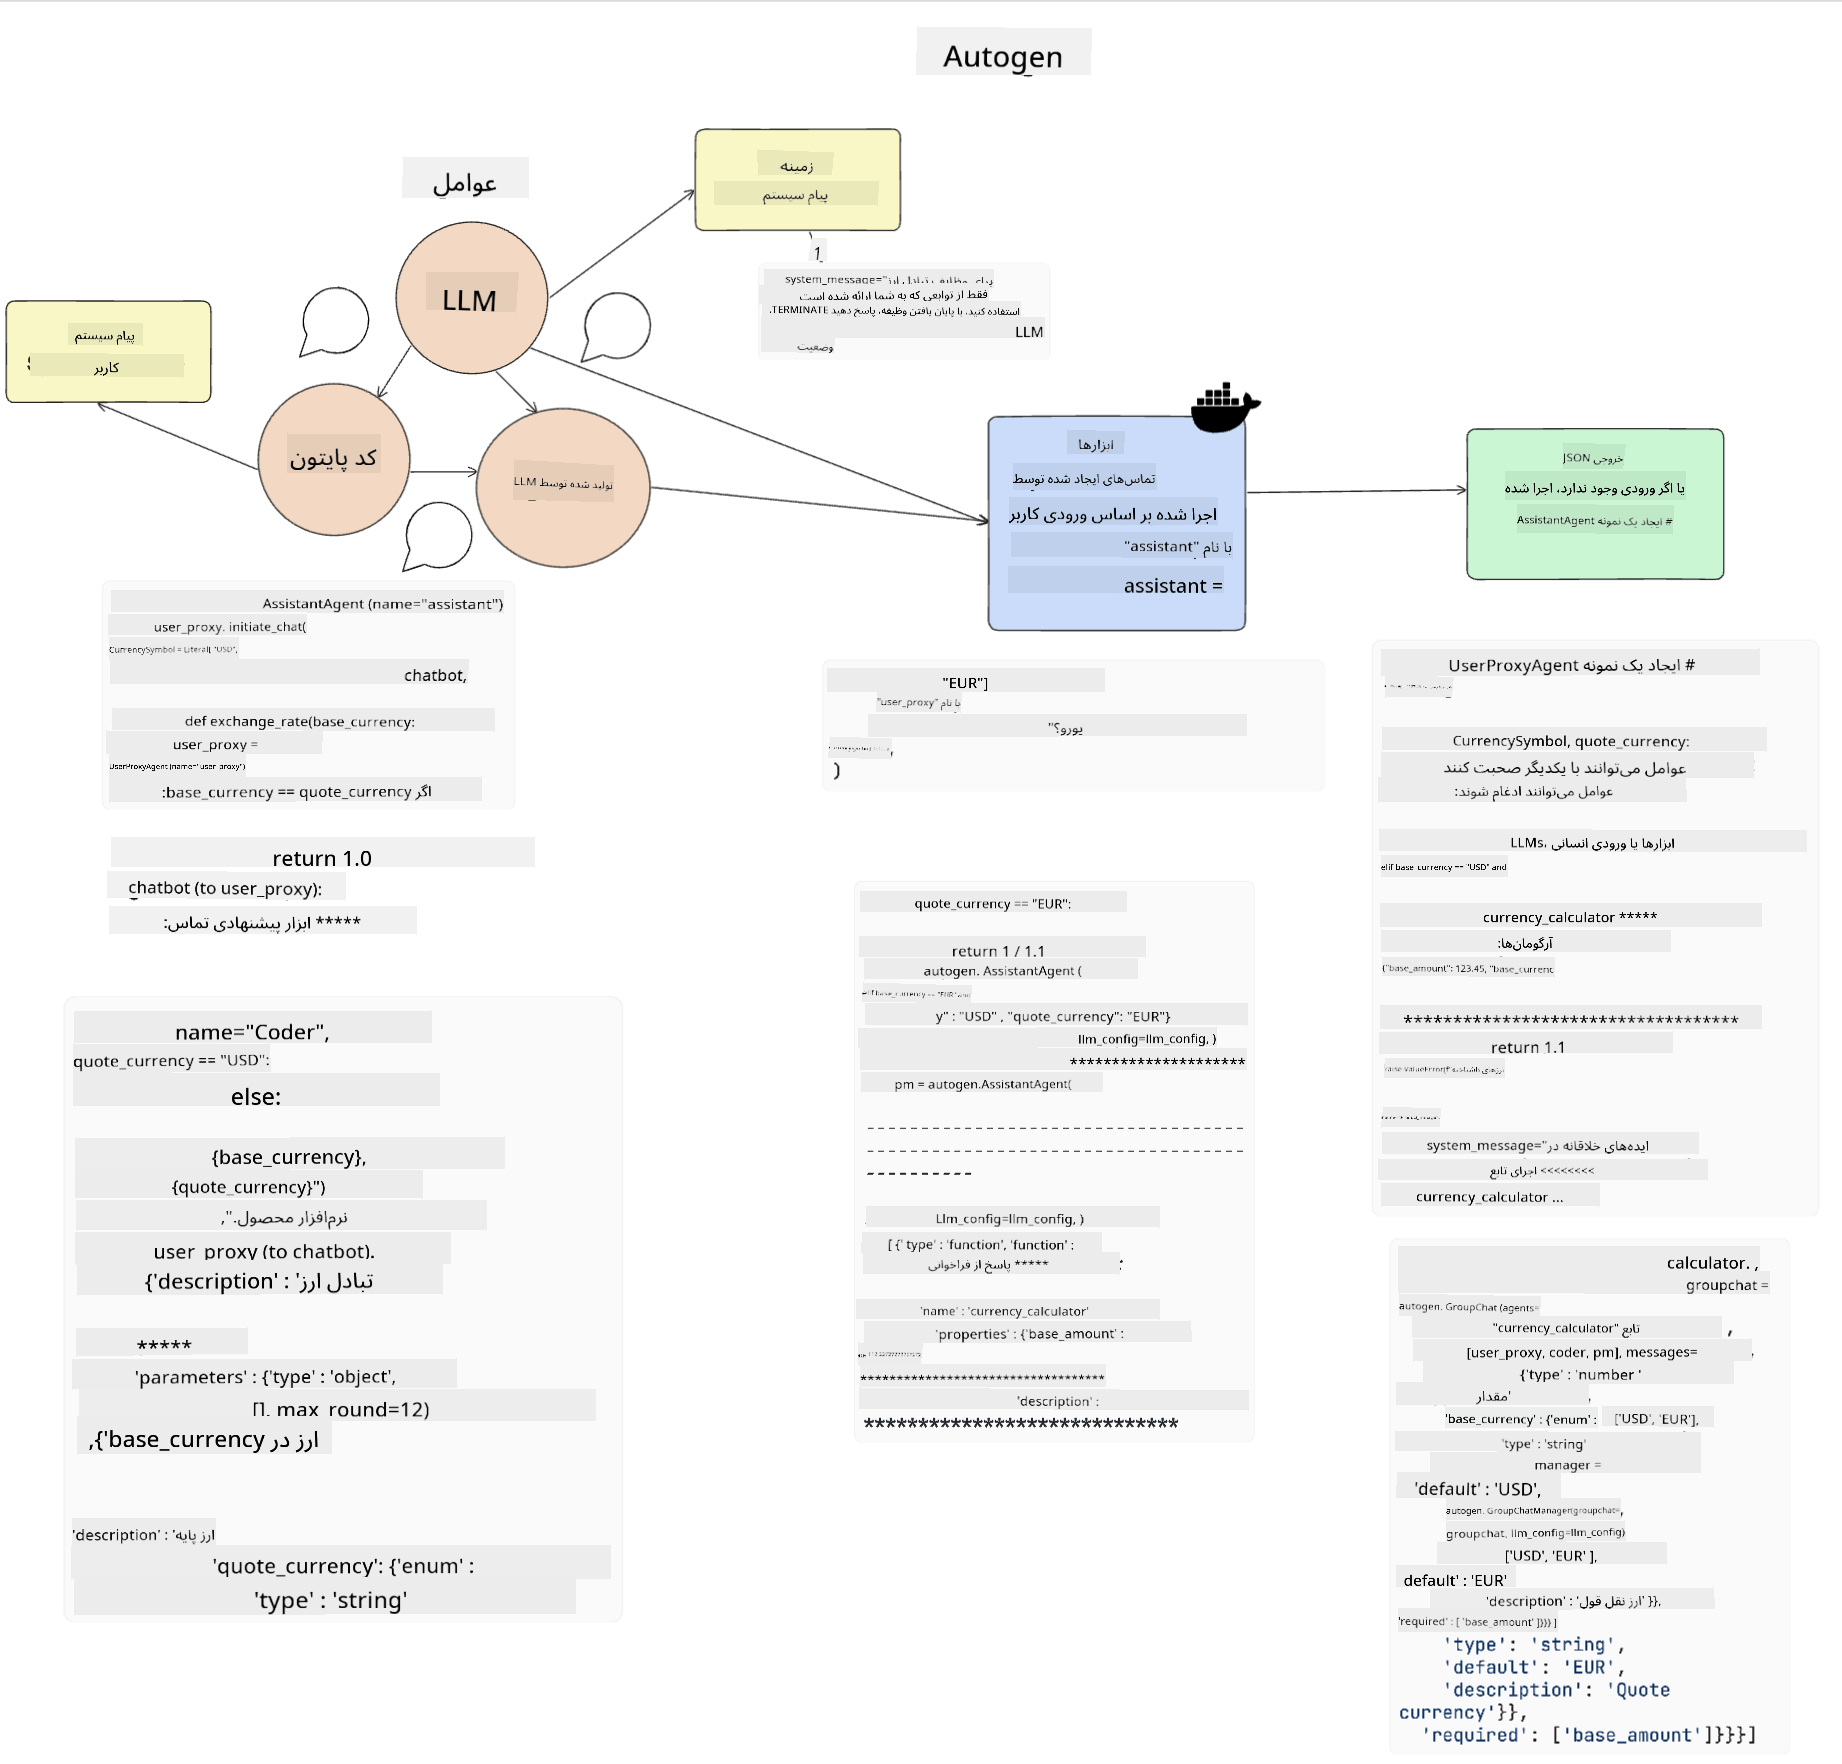 Autogen
عوامل
زمینه
پیام سیستم
LLM
1
system_message="برای وظایف تبادل ارز
فقط از توابعی که به شما ارائه شده است
استفاده کنید. با پایان یافتن وظیفه، پاسخ دهید TERMINATE.
LLM
وضعیت
پیام سیستم
کاربر
کد پایتون
تولید شده توسط LLM
ابزارها
تماس‌های ایجاد شده توسط
اجرا شده بر اساس ورودی کاربر
با نام "assistant"
assistant =
خروجی JSON
یا اگر ورودی وجود ندارد، اجرا شده
# ایجاد یک نمونه AssistantAgent
AssistantAgent (name="assistant")
user_proxy. initiate_chat(
CurrencySymbol = Literal[ "USD",
chatbot,
def exchange_rate(base_currency:
user_proxy =
UserProxyAgent (name="user_proxy")
اگر base_currency == quote_currency:
return 1.0
chatbot (to user_proxy):
***** ابزار پیشنهادی تماس:
name="Coder",
quote_currency == "USD":
else:
{base_currency},
{quote_currency}")
نرم‌افزار محصول.",
user_proxy (to chatbot).
{'description' : 'تبادل ارز
*****
'parameters' : {'type' : 'object',
[], max_round=12)
ارز در base_currency'},
'description' : 'ارز پایه
'quote_currency': {'enum' :
'type' : 'string'
"EUR"]
با نام "user_proxy"
یورو؟"
)
quote_currency == "EUR":
return 1 / 1.1
autogen. AssistantAgent (
elif base_currency == "EUR" and
y" : "USD" , "quote_currency": "EUR"}
llm_config=llm_config, )
*********************
pm = autogen.AssistantAgent(
Llm_config=llm_config, )
[ {' type' : 'function', 'function' :
***** پاسخ از فراخوانی
'name' : 'currency_calculator'
'properties' : {'base_amount' :
**********************************
'description' :
*****************************
# ایجاد یک نمونه UserProxyAgent
CurrencySymbol, quote_currency:
عوامل می‌توانند با یکدیگر صحبت کنند
عوامل می‌توانند ادغام شوند:
ابزارها یا ورودی انسانی ,LLMs
elif base_currency == "USD" and
currency_calculator *****
آرگومان‌ها:
{"base_amount": 123.45, "base_currenc
**********************************
return 1.1
raise ValueError(f"ارزهای ناشناخته
system_message="ایده‌های خلاقانه در
>>>>>>>> اجرای تابع
currency_calculator ...
calculator. ,
groupchat =
autogen. GroupChat (agents=
تابع "currency_calculator"
[user_proxy, coder, pm], messages=
{'type' : 'number '
'مقدار
'base_currency' : {'enum' : ['USD', 'EUR'],
'type' : 'string'
manager =
'default' : 'USD',
autogen. GroupChatManager(groupchat=
groupchat, llm_config=llm_config)
['USD', 'EUR' ],
default' : 'EUR'
'description' : 'ارز نقل قول' }},
'required' : [ 'base_amount' ]}}} ]
'type': 'string',
'default': 'EUR',
'description': 'Quote
currency'}},
'required': ['base_amount']}}}]